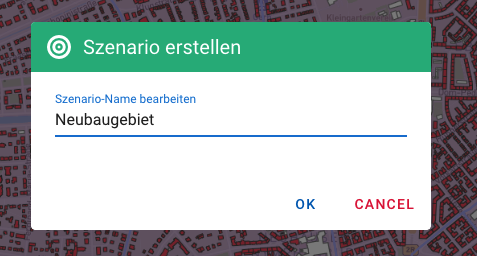 Szenario erstellen
Szenario-Name bearbeiten
Neubaugebiet
OK CANCEL